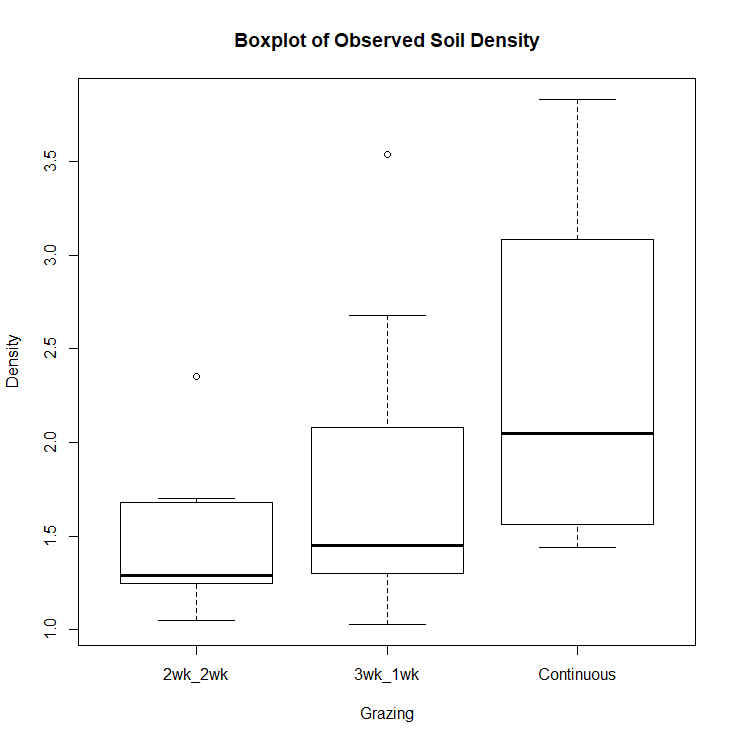 Boxplot of Observed Soil Density
3.5
3.0
2.5
2.0
1.5
1.0
Density
2wk_2wk 3wk_1wk Continuous
Grazing